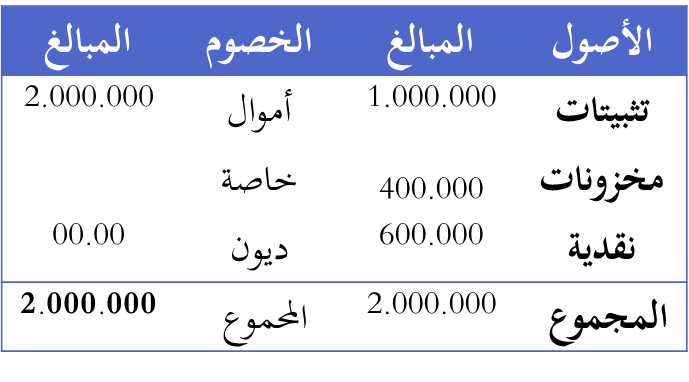 الأصول المبالغ الخصوم المبالغ
تثبيتات 1.000.000 أموال 2.000.000
مخزونات 400.000 خاصة
نقدية 600.000 ديون 00.00
المجموع 2.000.000 المحموع 2.000.000